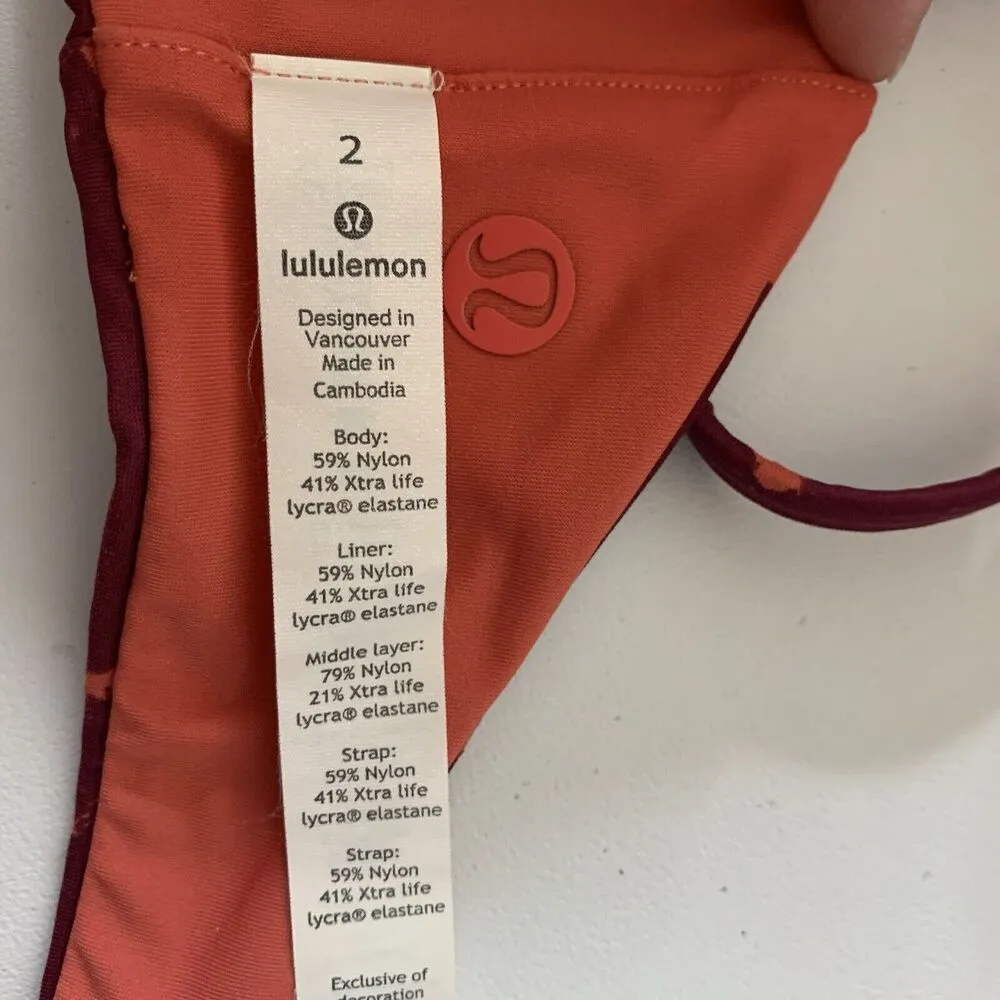 2
lululemon
Designed in
Vancouver
Made in
Cambodia
Body:
59% Nylon
41% Xtra life
lycra® elastane
Liner:
59% Nylon
41% Xtra life
lycra® elastane
Middle layer:
79% Nylon
21% Xtra life
lycra® elastane
Strap:
59% Nylon
41% Xtra life
lycra® elastane
Strap:
59% Nylon
41% Xtra life
lycra® elastane
Exclusive of
decoration